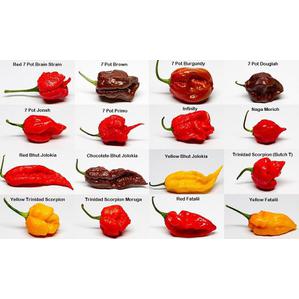 Red 7 Pot Brain Strain
7 Pot Brown
7 Pot Burgundy
7 Pot Douglah
7 Pot Jonah
7 Pot Primo
Infinity
Naga Morich
Red Bhut Jolokia
Chocolate Bhut Jolokia
Yellow Bhut Jolokia
Trinidad Scorpion (Butch T)
Yellow Trinidad Scorpion
Trinidad Scorpion Moruga
Red Fatalii
Yellow Fatalii